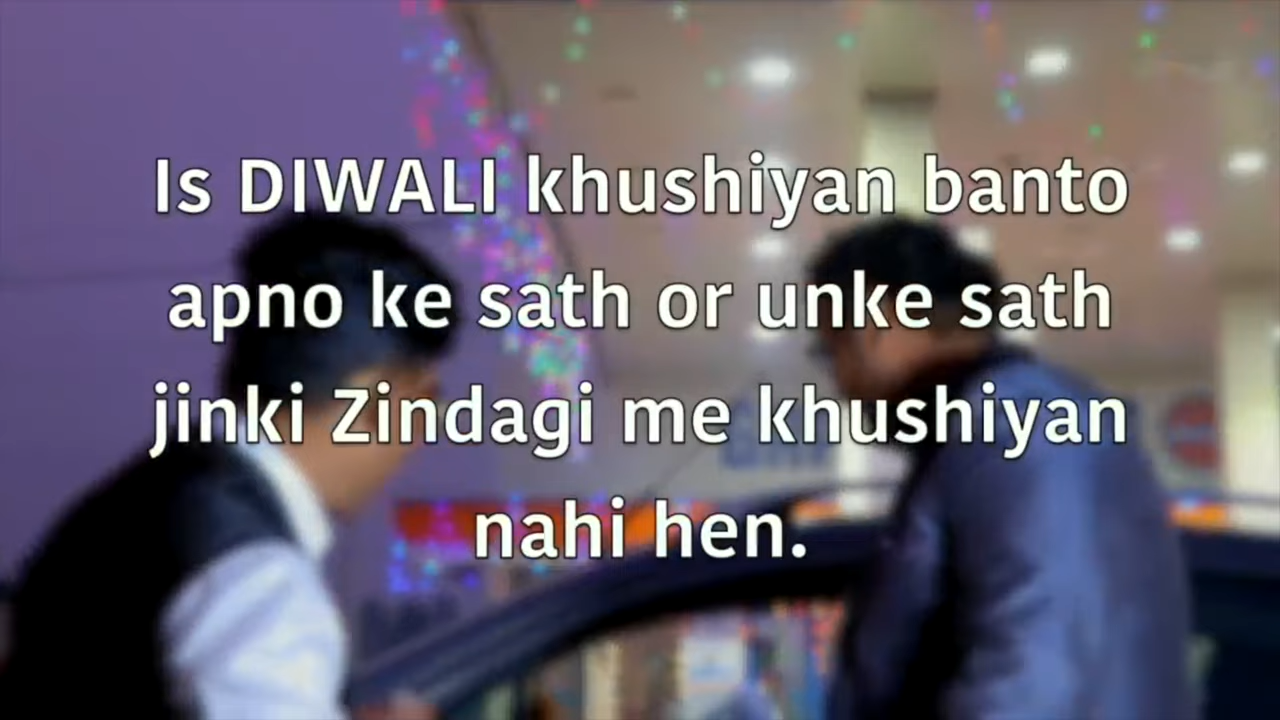 Is DIWALI khushiyan banto
apno ke sath or unke sath
jinki Zindagi me khushiyan
nahi hen.